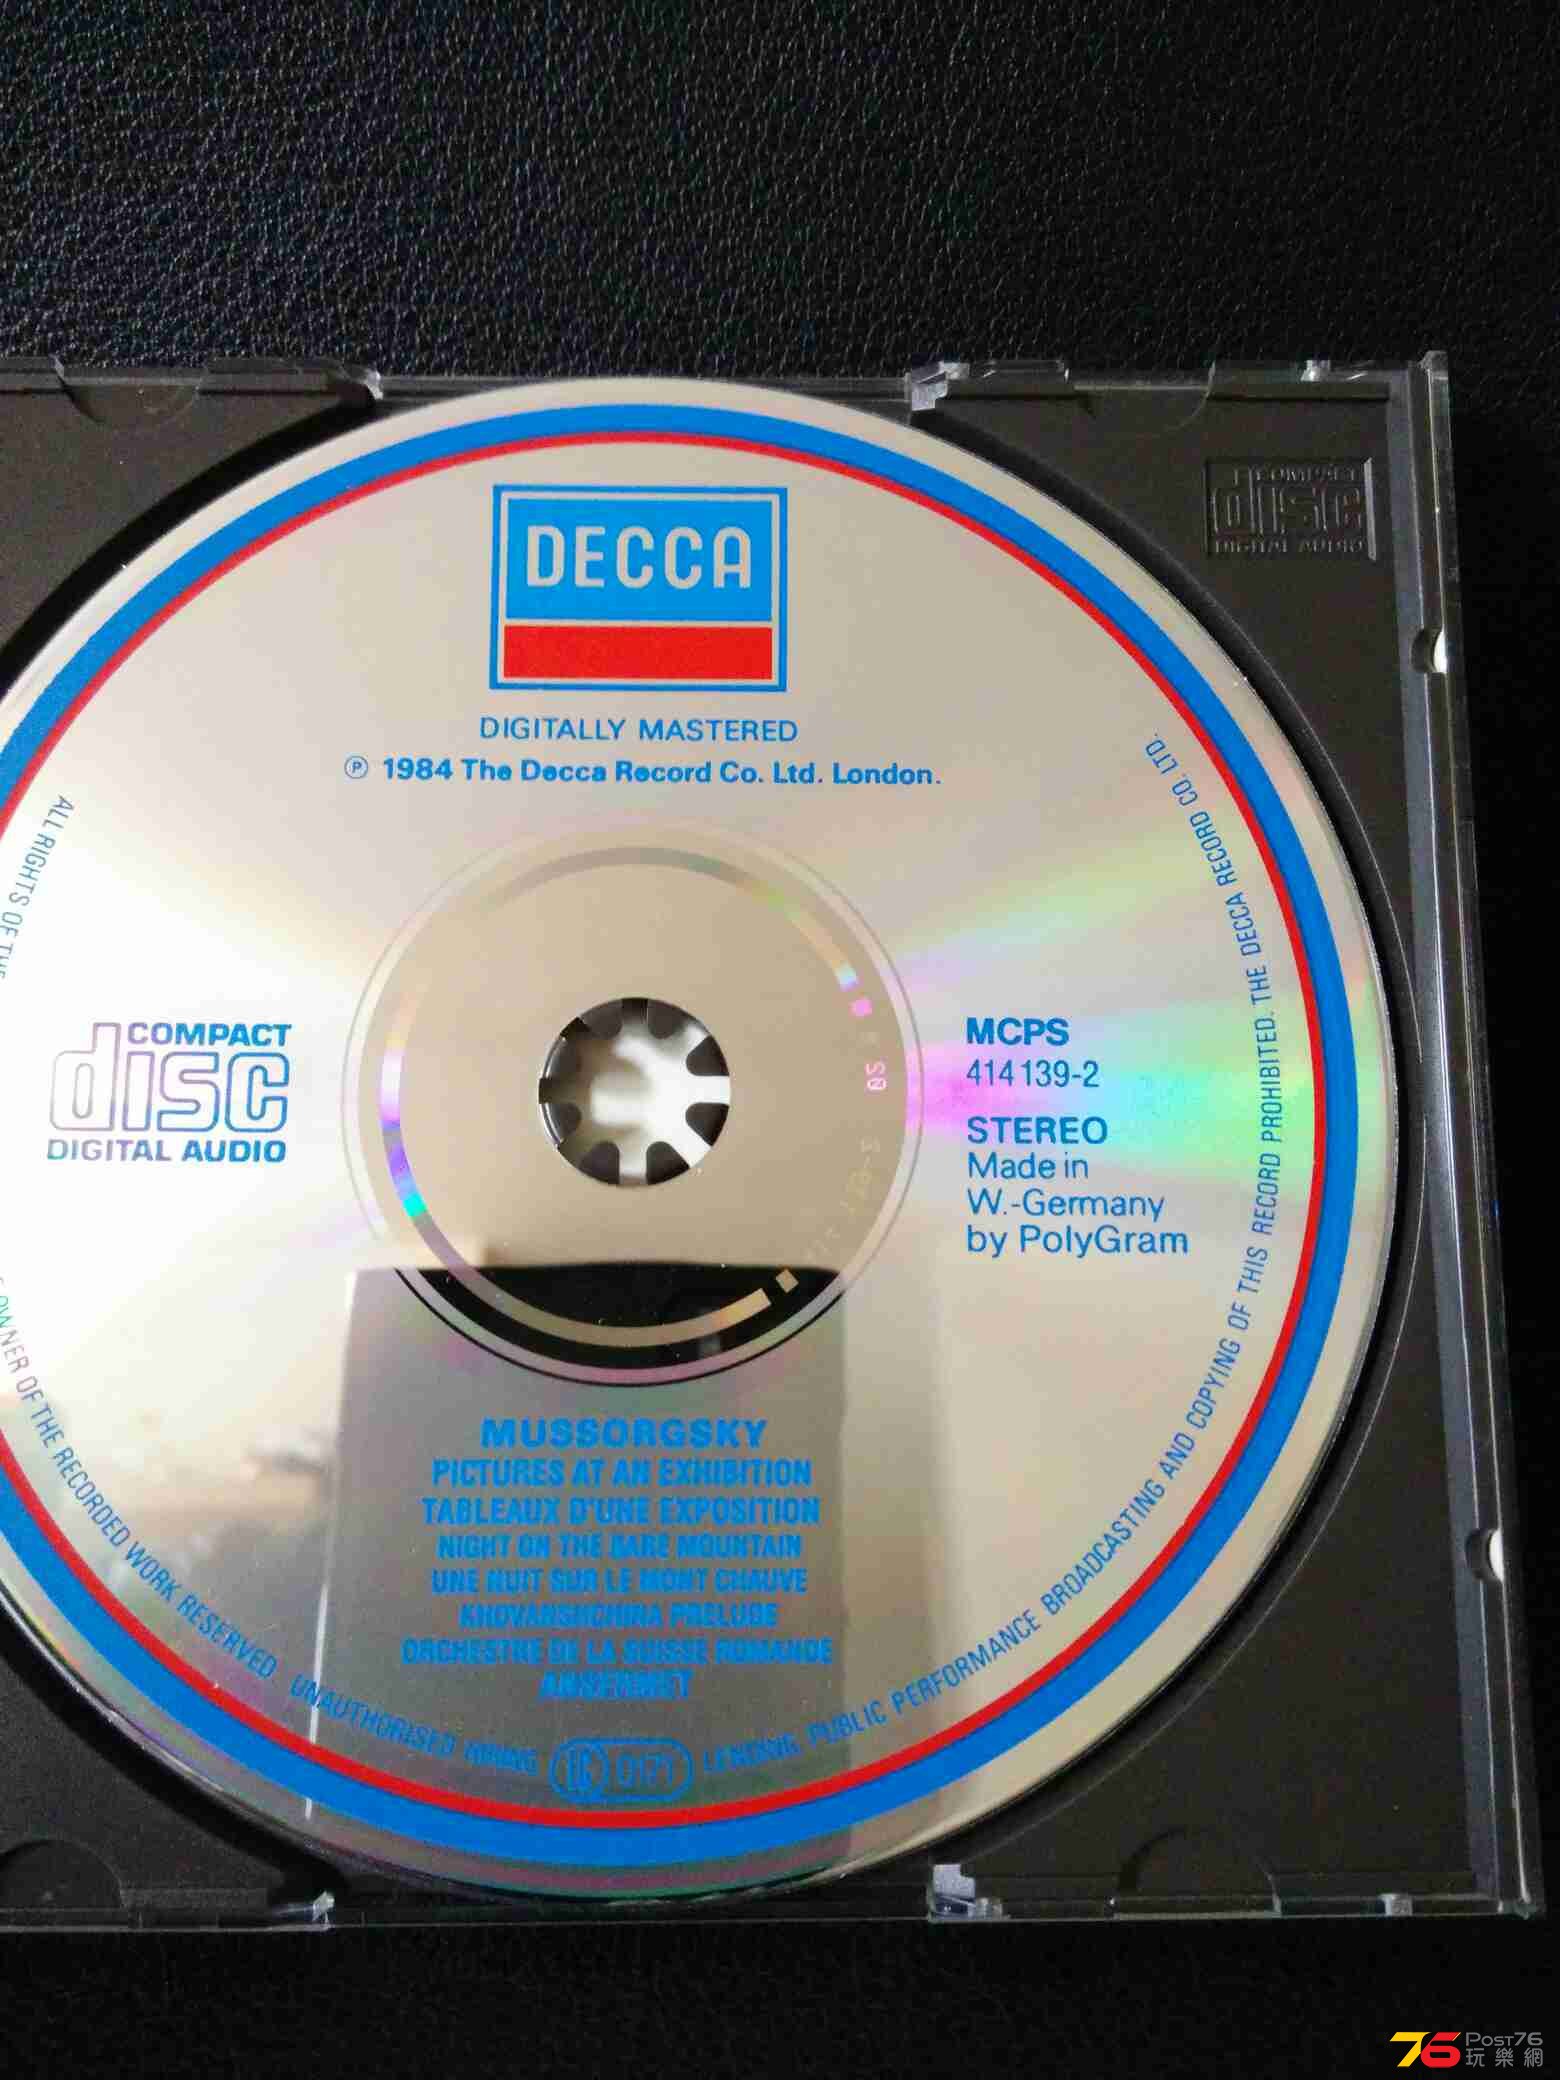 COMPACT
disc
DIGITAL AUDIO
DECCA
DIGITALLY MASTERED
℗ 1984 The Decca Record Co. Ltd. London.
ALL RIGHTS OF THE
OWNER OF THE RECORDED WORK RESERVED. UNAUTHORISED HIRING LENDING PUBLIC PERFORMANCE BROADCASTING AND COPYING OF THIS RECORD PROHIBITED. THE DECCA RECORD CO. LTD.
COMPACT
disc
DIGITAL AUDIO
MCPS
414 139-2
STEREO
Made in
W.-Germany
by PolyGram
MUSSORGSKY
PICTURES AT AN EXHIBITION
TABLEAUX D'UNE EXPOSITION
NIGHT ON THE BARE MOUNTAIN
UNE NUIT SUR LE MONT CHAUVE
KHOVANSHCHINA PRELUDE
ORCHESTRE DE LA SUISSE ROMANDE
ANSERMET
LC 0171
76 POST76
玩樂網